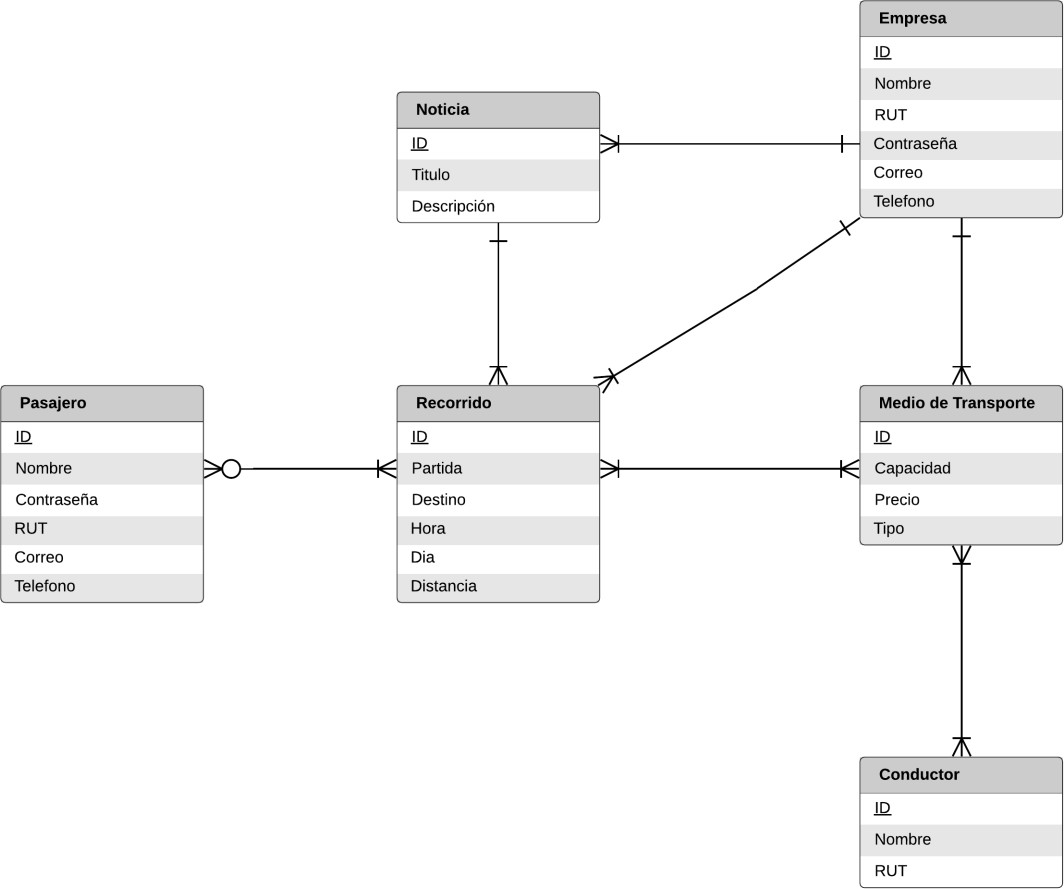 Empresa
ID
Nombre
RUT
Contraseña
Correo
Telefono
Noticia
ID
Titulo
Descripción
Pasajero
ID
Nombre
Contraseña
RUT
Correo
Telefono
Recorrido
ID
Partida
Destino
Hora
Dia
Distancia
Medio de Transporte
ID
Capacidad
Precio
Tipo
Conductor
ID
Nombre
RUT